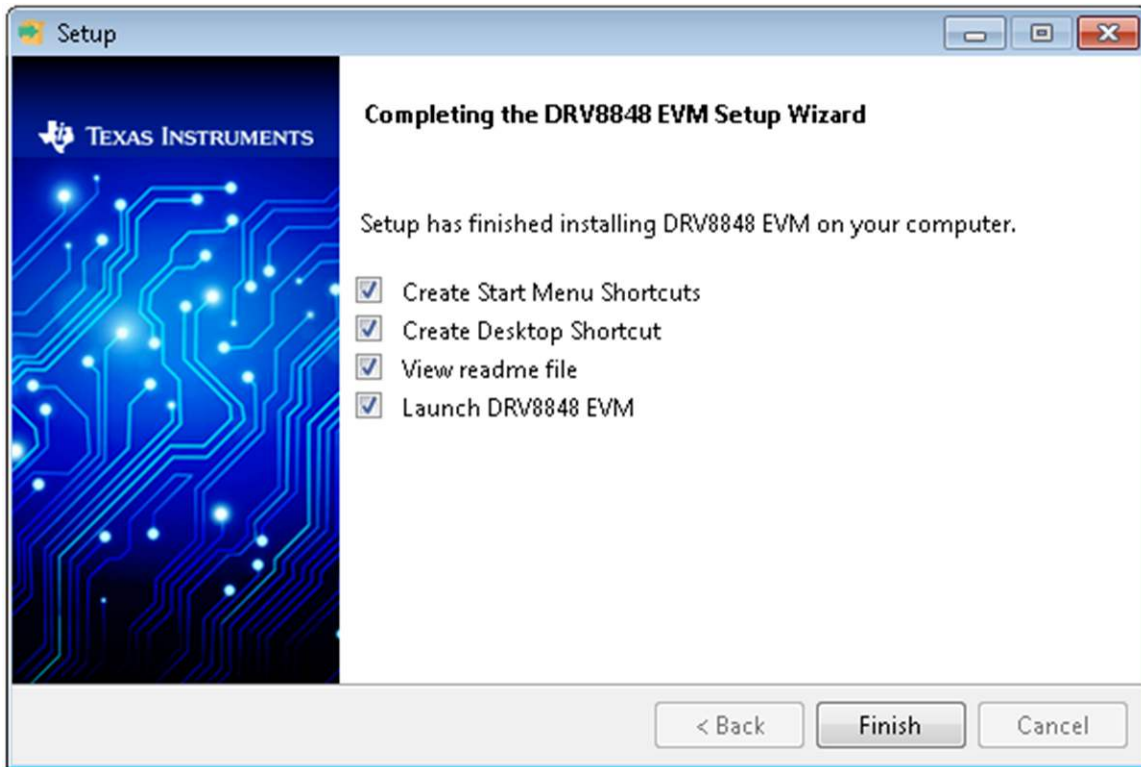 Setup
TEXAS INSTRUMENTS
Completing the DRV8848 EVM Setup Wizard
Setup has finished installing DRV8848 EVM on your computer.
Create Start Menu Shortcuts
Create Desktop Shortcut
View readme file
Launch DRV8848 EVM
< Back Finish Cancel